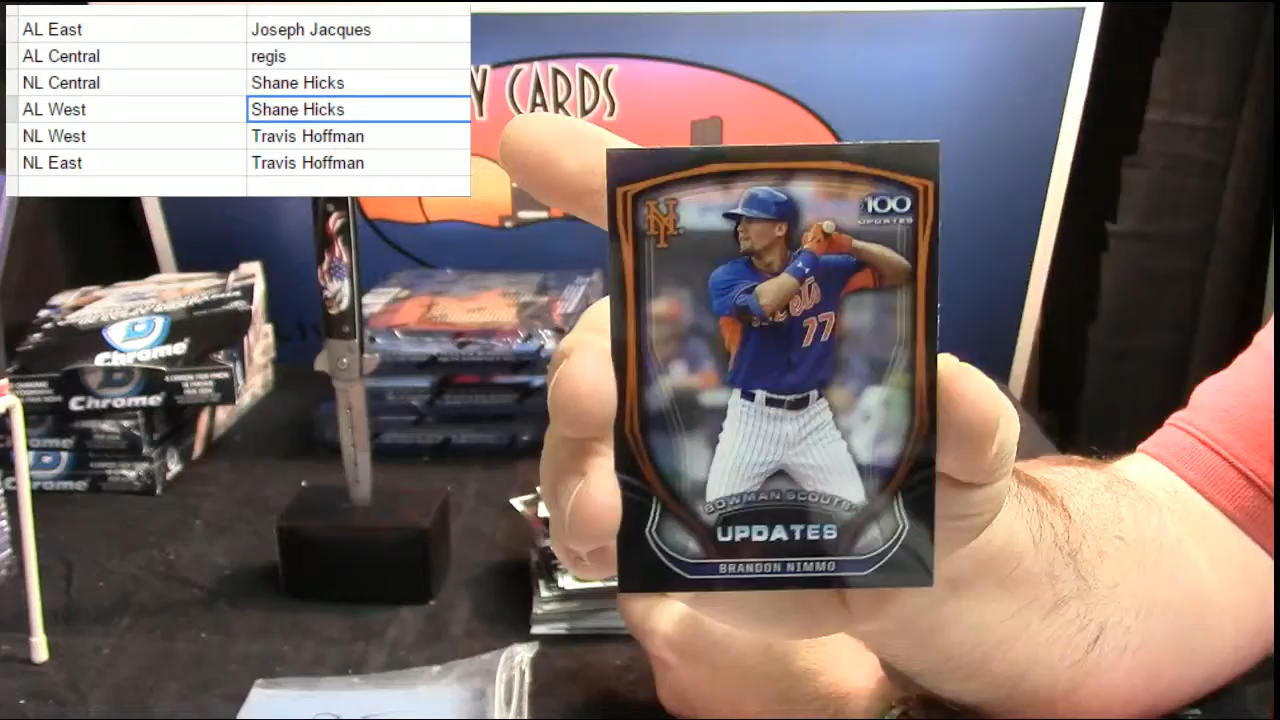 AL East Joseph Jacques
AL Central regis
NL Central Shane Hicks
AL West Shane Hicks
NL West Travis Hoffman
NL East Travis Hoffman
Y CARDS
NY
100
UPDATES
Mets
77
BOWMAN SCOUTS'
UPDATES
BRANDON NIMMO
B
Chrome
Chrome
Chrome